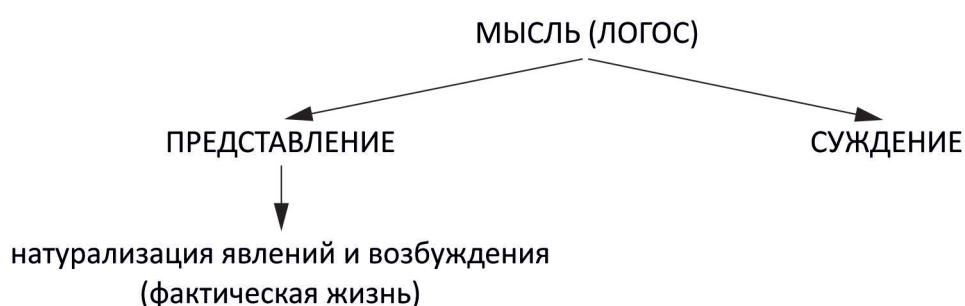 МЫСЛЬ (ЛОГОС)
ПРЕДСТАВЛЕНИЕ
СУЖДЕНИЕ
натурализация явлений и возбуждения
(фактическая жизнь)